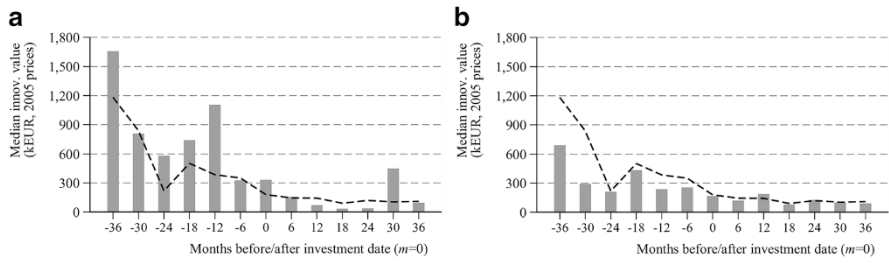 a
Median innov. value
(kEUR, 2005 prices)
1,800
1,500
1,200
900
600
300
0
-36 -30 -24 -18 -12 -6 0 6 12 18 24 30 36
Months before/after investment date (m=0)
b
Median innov. value
(kEUR, 2005 prices)
1,800
1,500
1,200
900
600
300
0
-36 -30 -24 -18 -12 -6 0 6 12 18 24 30 36
Months before/after investment date (m=0)